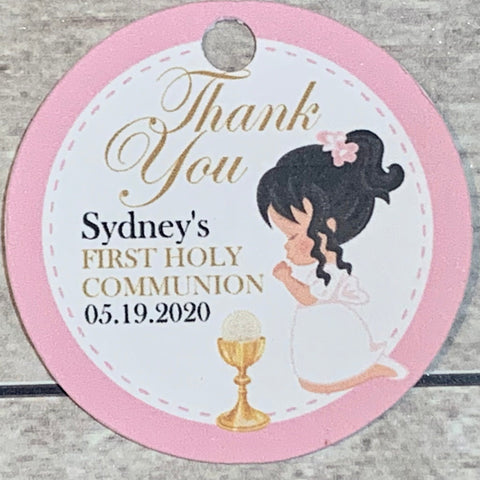 Thank
You
Sydney's
FIRST HOLY
COMMUNION
05.19.2020